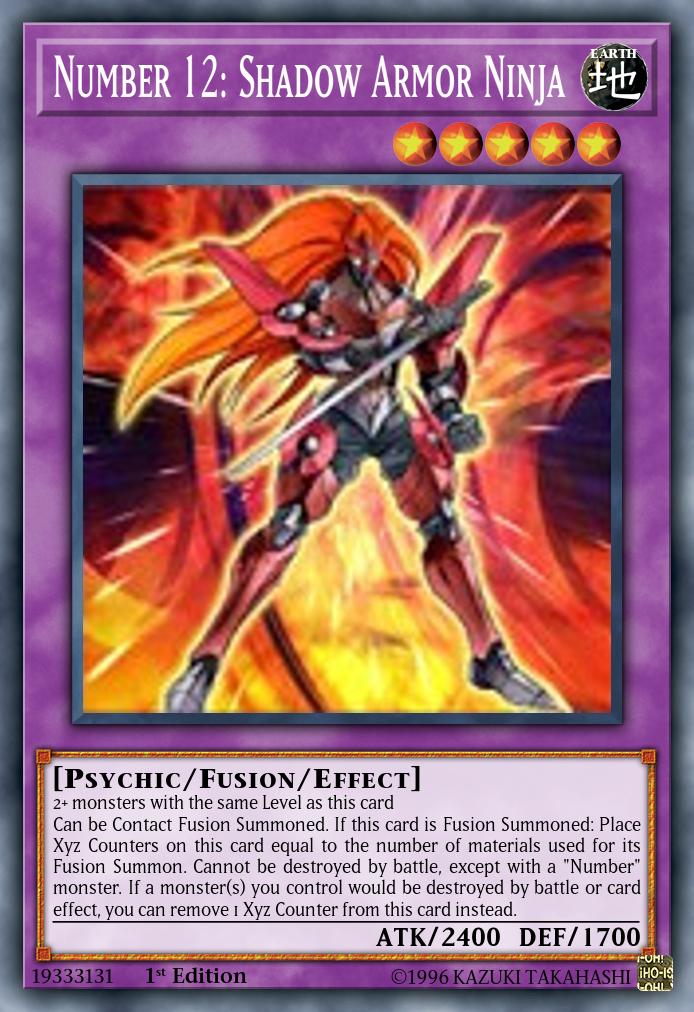 Number 12: Shadow Armor Ninja
EARTH
地
[Psychic/Fusion/Effect]
2+ monsters with the same Level as this card
Can be Contact Fusion Summoned. If this card is Fusion Summoned: Place
Xyz Counters on this card equal to the number of materials used for its
Fusion Summon. Cannot be destroyed by battle, except with a "Number"
monster. If a monster(s) you control would be destroyed by battle or card
effect, you can remove 1 Xyz Counter from this card instead.
ATK/2400 DEF/1700
19333131 1st Edition ©1996 KAZUKI TAKAHASHI